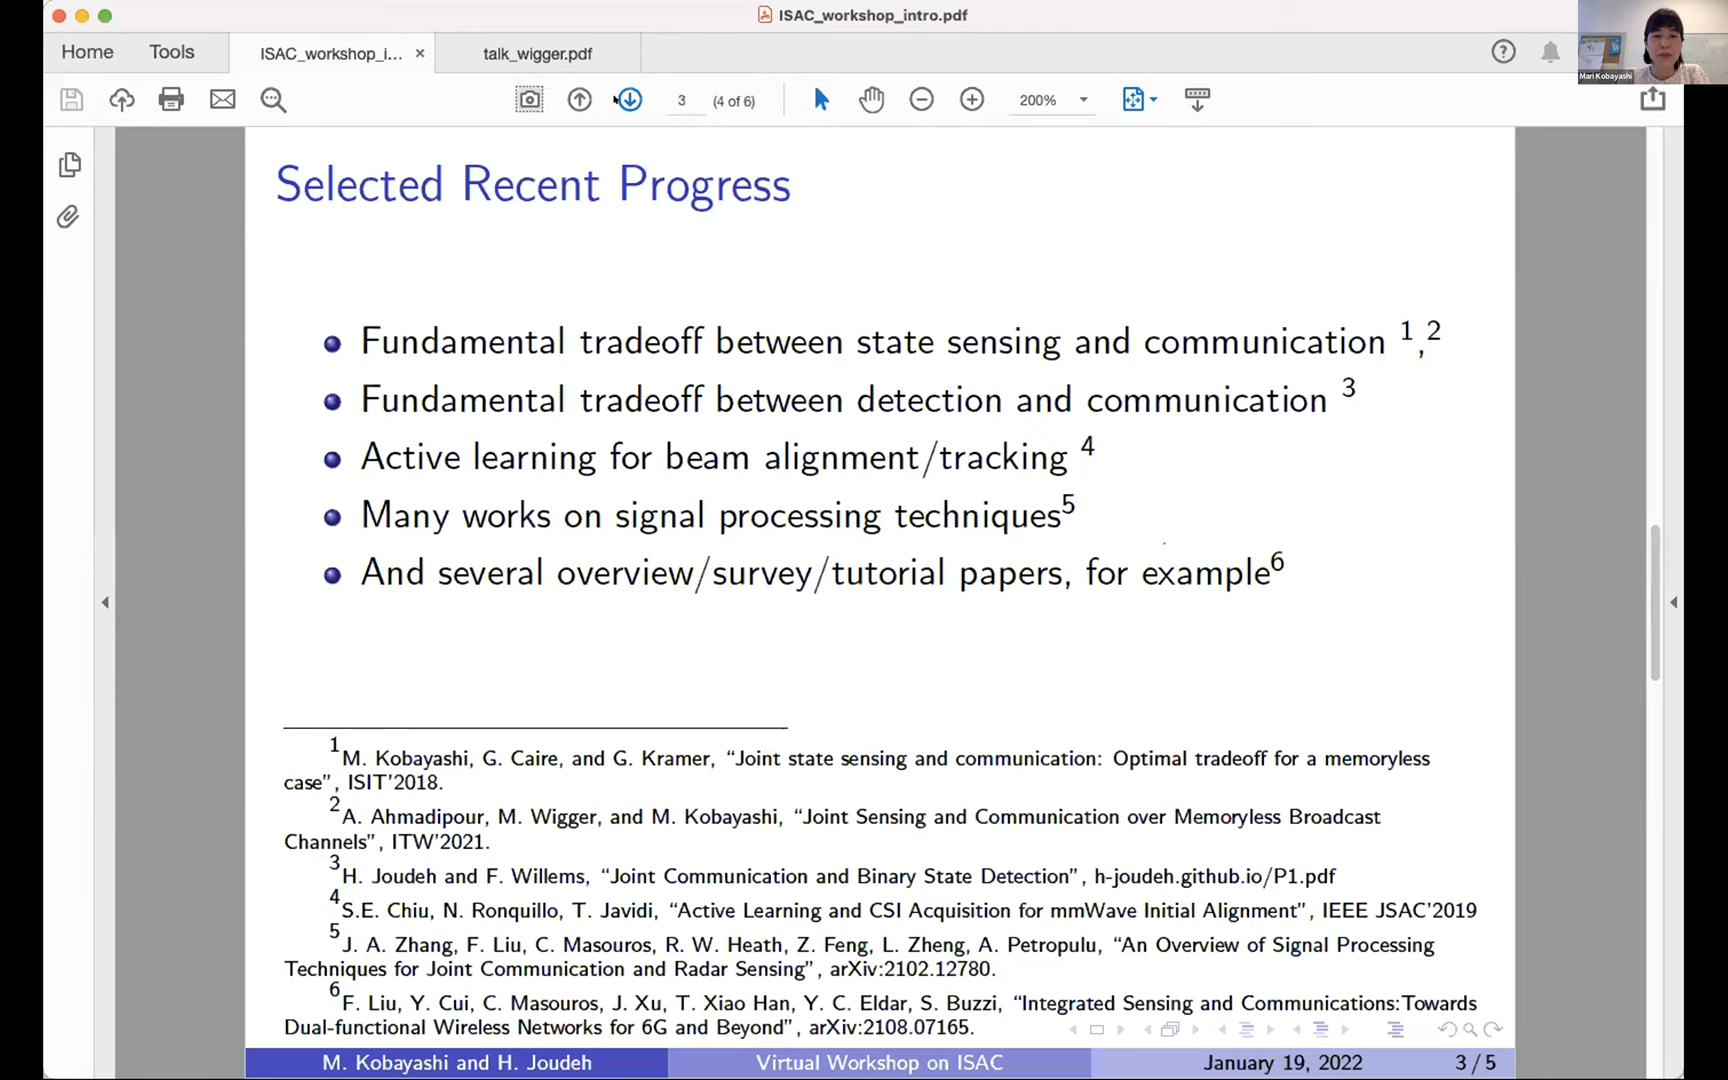 ISAC_workshop_intro.pdf
Home Tools ISAC_workshop_i... × talk_wigger.pdf
Mari Kobayashi
3 (4 of 6) 200%
Selected Recent Progress
Fundamental tradeoff between state sensing and communication 1,2
Fundamental tradeoff between detection and communication 3
Active learning for beam alignment/tracking 4
Many works on signal processing techniques5
And several overview/survey/tutorial papers, for example6
1M. Kobayashi, G. Caire, and G. Kramer, “Joint state sensing and communication: Optimal tradeoff for a memoryless
case”, ISIT’2018.
2A. Ahmadipour, M. Wigger, and M. Kobayashi, “Joint Sensing and Communication over Memoryless Broadcast
Channels”, ITW’2021.
3H. Joudeh and F. Willems, “Joint Communication and Binary State Detection”, h-joudeh.github.io/P1.pdf
4S.E. Chiu, N. Ronquillo, T. Javidi, “Active Learning and CSI Acquisition for mmWave Initial Alignment”, IEEE JSAC’2019
5J. A. Zhang, F. Liu, C. Masouros, R. W. Heath, Z. Feng, L. Zheng, A. Petropulu, “An Overview of Signal Processing
Techniques for Joint Communication and Radar Sensing”, arXiv:2102.12780.
6F. Liu, Y. Cui, C. Masouros, J. Xu, T. Xiao Han, Y. C. Eldar, S. Buzzi, “Integrated Sensing and Communications:Towards
Dual-functional Wireless Networks for 6G and Beyond”, arXiv:2108.07165.
M. Kobayashi and H. Joudeh Virtual Workshop on ISAC January 19, 2022 3 / 5